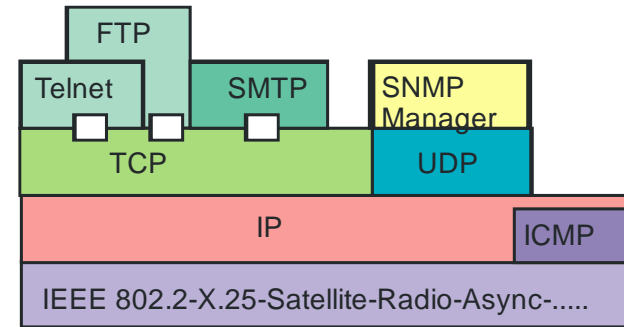 FTP
Telnet
SMTP
SNMP
Manager
TCP
UDP
IP
ICMP
IEEE 802.2-X.25-Satellite-Radio-Async-.....